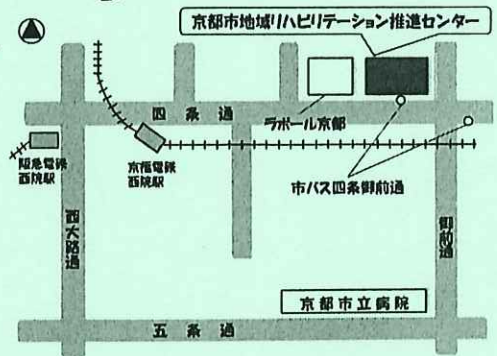 京都市地域リハビリテーション推進センター
四条通
ラボール京都
阪急電鉄
西院駅
京福電鉄
西院駅
市バス四条御前通
西大路通
御前通
京都市立病院
五条通